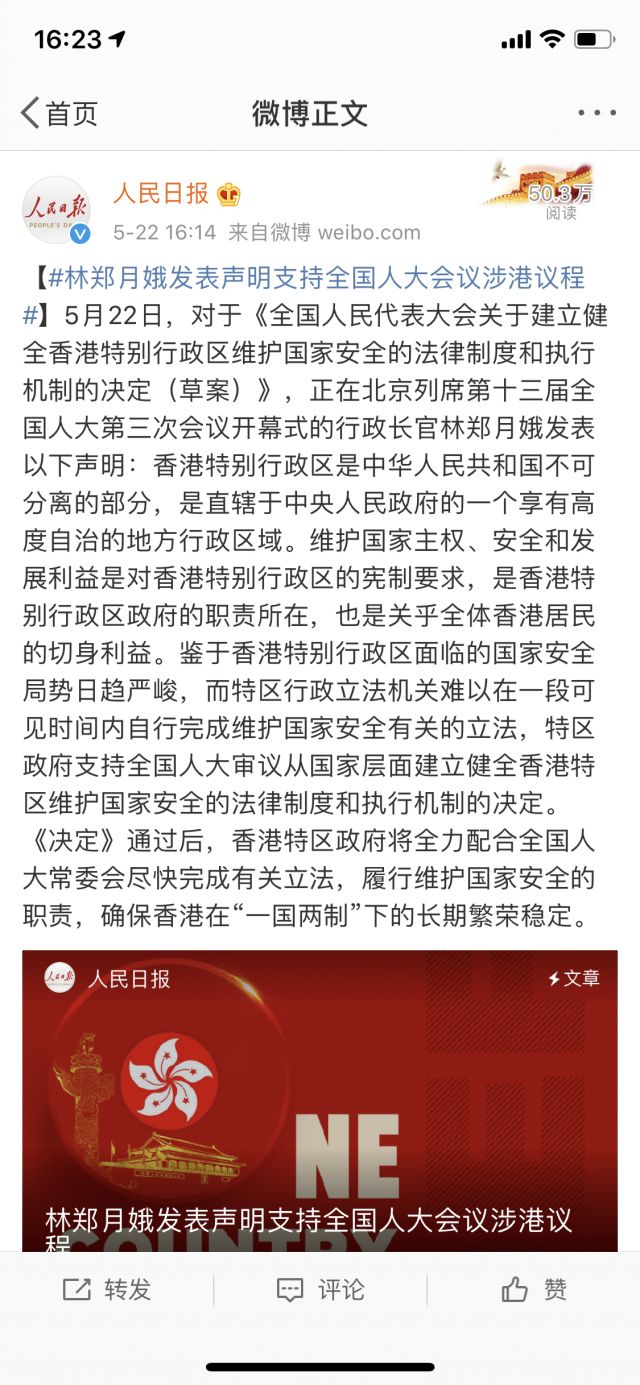 16:23
首页
微博正文
人民日报
PEOPLE'S DA
人民日报
50.3万
阅读
5-22 16:14 来自微博 weibo.com
【#林郑月娥发表声明支持全国人大会议涉港议程
#】5月22日，对于《全国人民代表大会关于建立健
全香港特别行政区维护国家安全的法律制度和执行
机制的决定（草案）》，正在北京列席第十三届全
国人大第三次会议开幕式的行政长官林郑月娥发表
以下声明：香港特别行政区是中华人民共和国不可
分离的部分，是直辖于中央人民政府的一个享有高
度自治的地方行政区域。维护国家主权、安全和发
展利益是对香港特别行政区的宪制要求，是香港特
别行政区政府的职责所在，也是关乎全体香港居民
的切身利益。鉴于香港特别行政区面临的国家安全
局势日趋严峻，而特区行政立法机关难以在一段可
见时间内自行完成维护国家安全有关的立法，特区
政府支持全国人大审议从国家层面建立健全香港特
区维护国家安全的法律制度和执行机制的决定。
《决定》通过后，香港特区政府将全力配合全国人
大常委会尽快完成有关立法，履行维护国家安全的
职责，确保香港在“一国两制”下的长期繁荣稳定。
人民日报
人民日报
文章
NE
COUNTRY
林郑月娥发表声明支持全国人大会议涉港议
程
转发
评论
赞